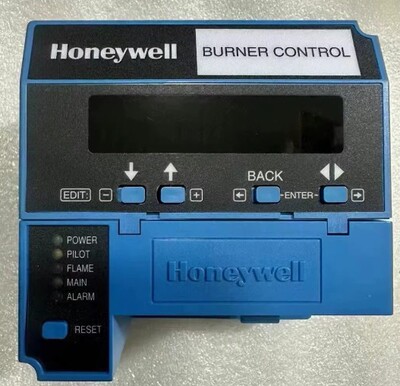 Honeywell
BURNER CONTROL
↓ ↑ BACK ◀▶
EDIT: − + ← ENTER →
POWER
PILOT
FLAME
MAIN
ALARM
RESET
Honeywell